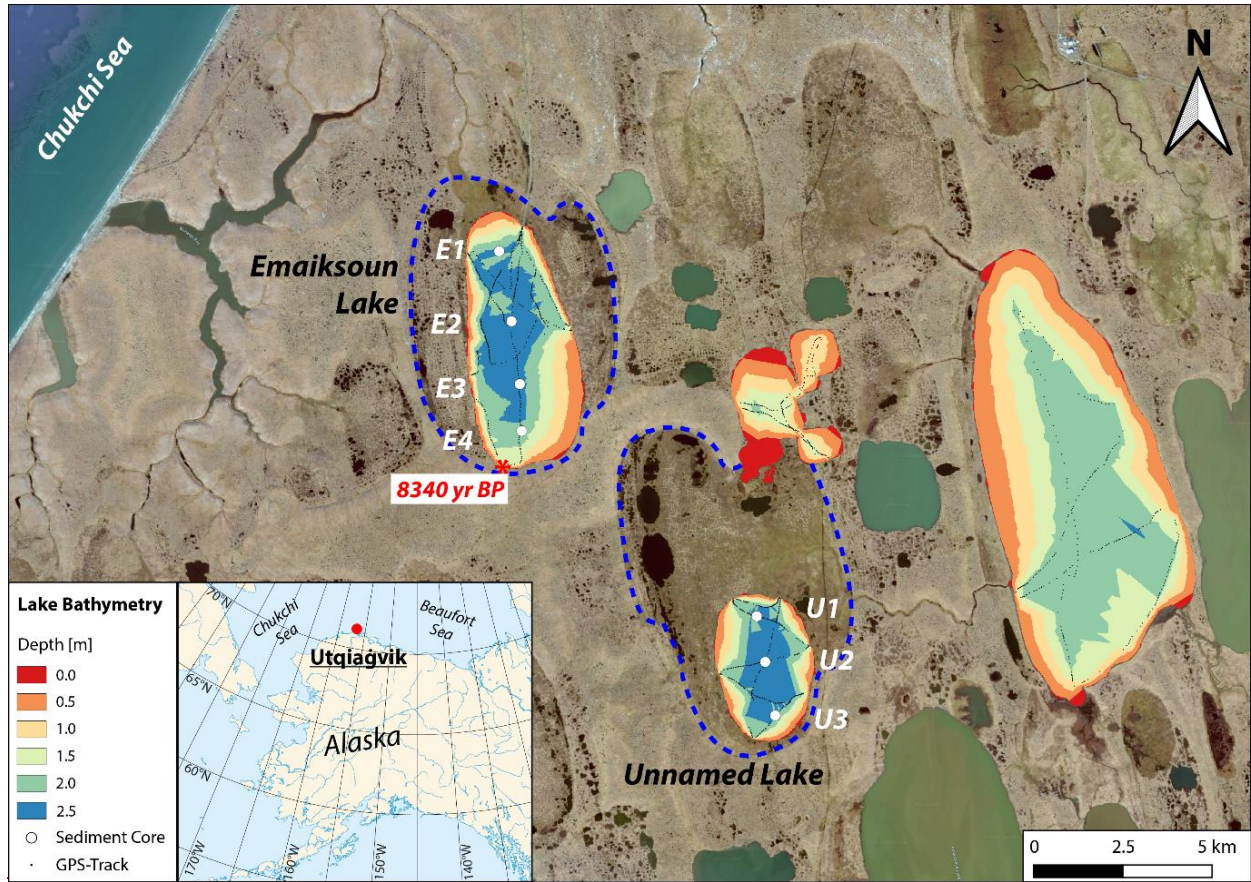 Chukchi Sea
N
Emaiksoun
Lake
E1
E2
E3
E4
8340 yr BP
U1
U2
U3
Unnamed Lake
Lake Bathymetry
Depth [m]
0.0
0.5
1.0
1.5
2.0
2.5
Sediment Core
GPS-Track
70°N
65°N
60°N
170°W
160°W
150°W
140°W
Chukchi
Sea
Beaufort
Sea
Utqiaġvik
Alaska
0 2.5 5 km